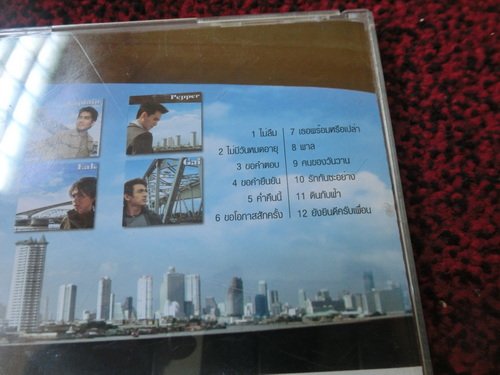 Pepper
Lak
Gai
1 ไม่ลืม
2 ไม่มีวันหมดอายุ
3 ขอคำตอบ
4 ขอคำยืนยัน
5 ค่ำคืนนี้
6 ขอโอกาสสักครั้ง
7 เธอพร้อมหรือเปล่า
8 พาล
9 คนของวันวาน
10 รักกันซะอย่าง
11 ดินกับฟ้า
12 ยังยินดีครับเพื่อน